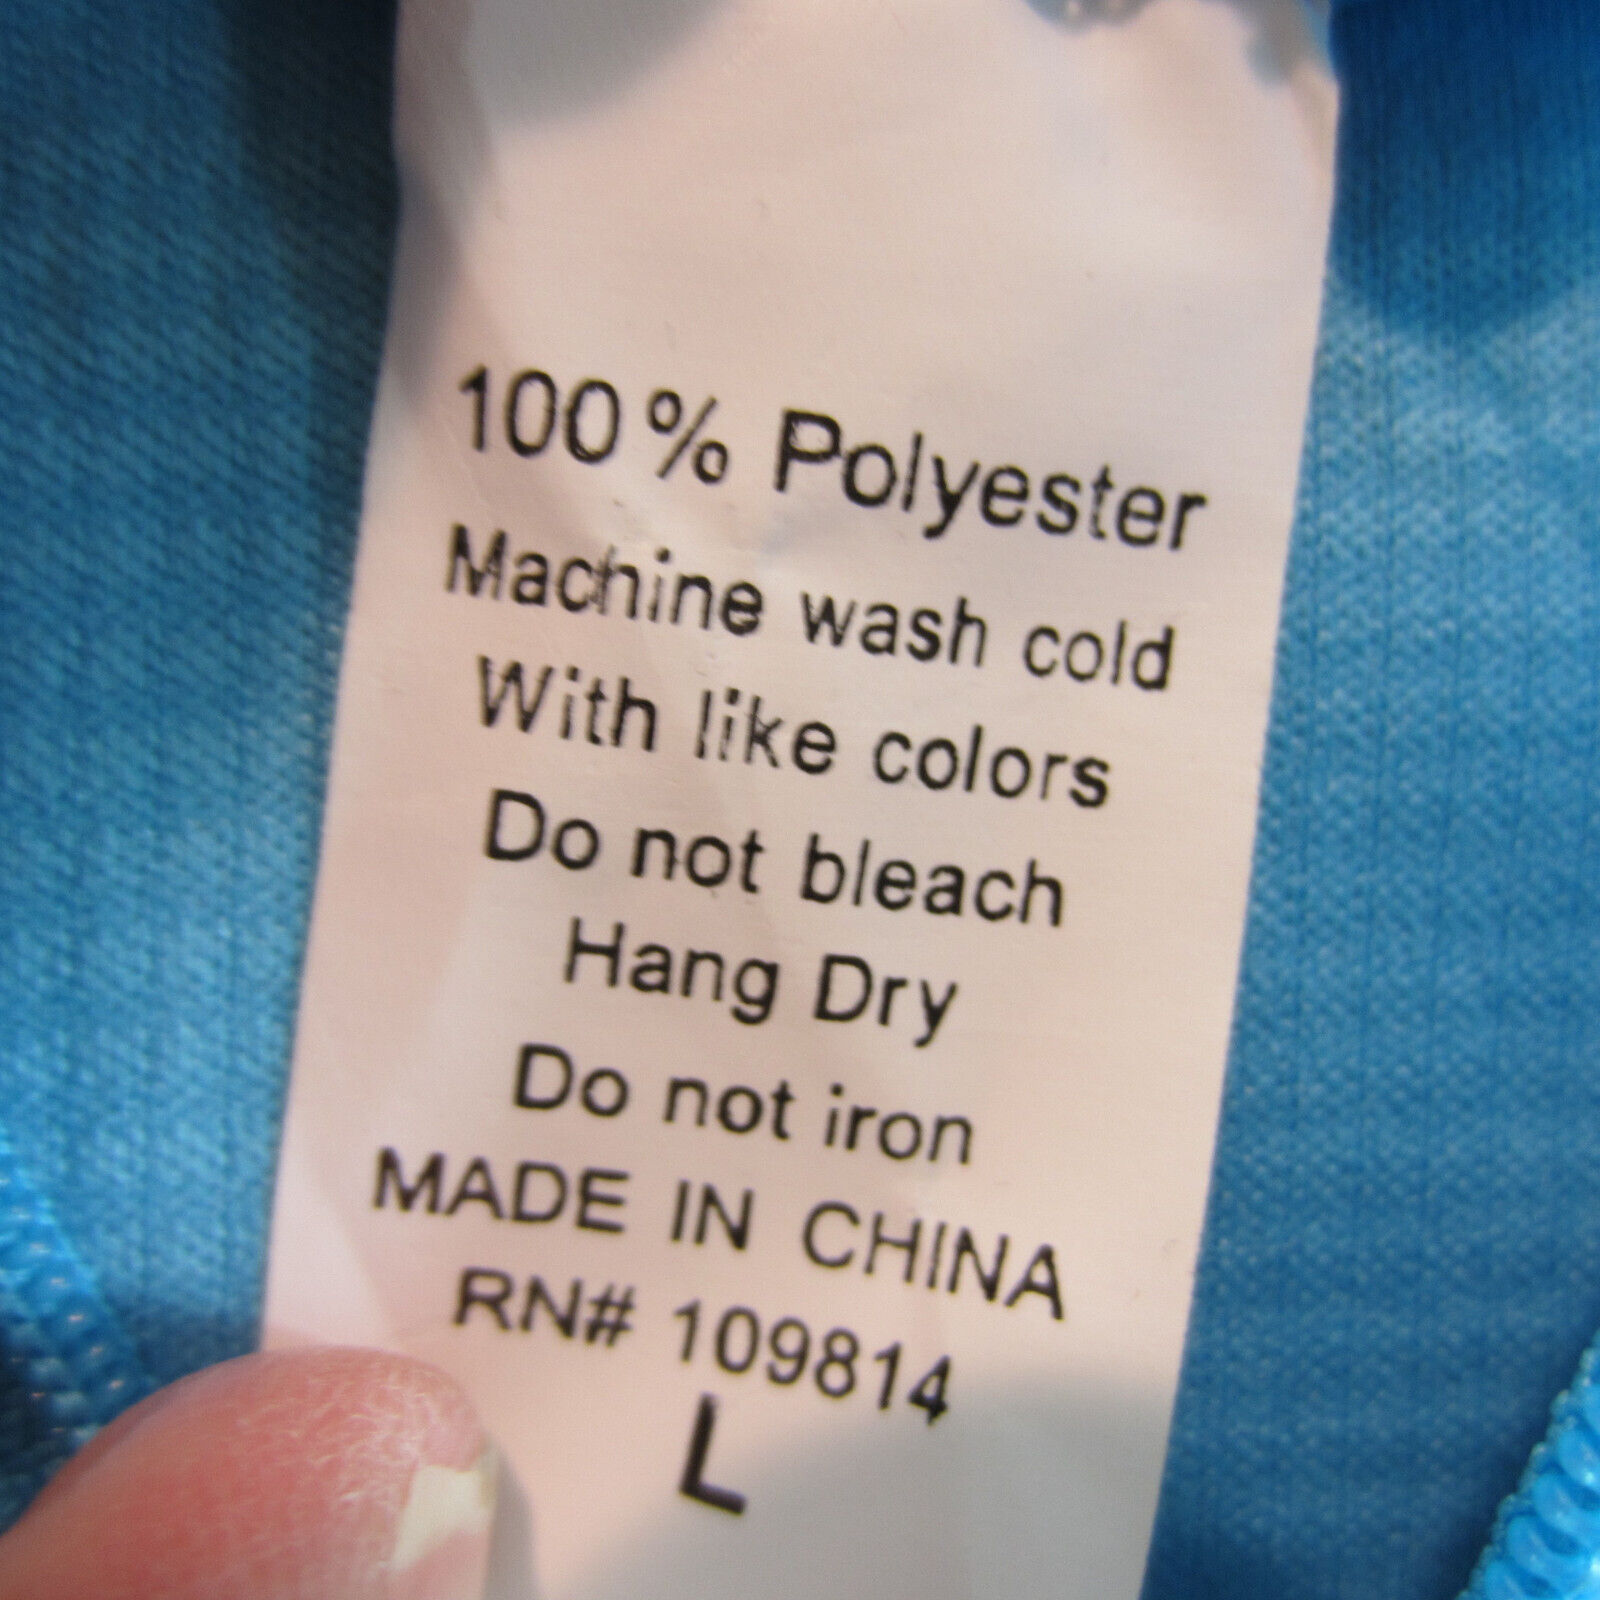 100% Polyester
Machine wash cold
With like colors
Do not bleach
Hang Dry
Do not iron
MADE IN CHINA
RN# 109814
L